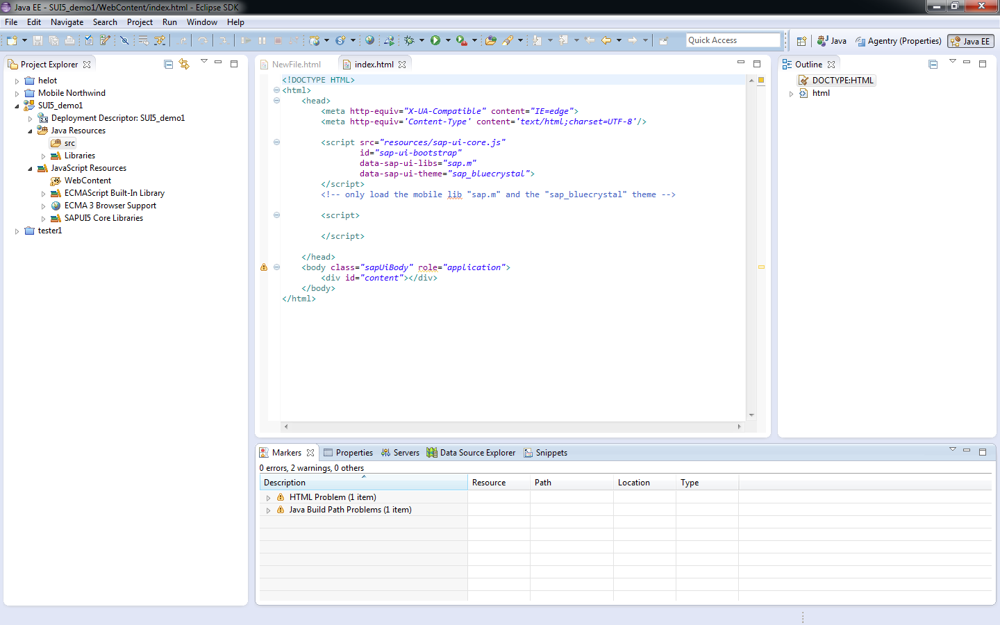 Java EE - SUI5_demo1/WebContent/index.html - Eclipse SDK
File Edit Navigate Search Project Run Window Help
Quick Access
Java
Agentry (Properties)
Java EE
Project Explorer
helot
Mobile Northwind
SUI5_demo1
Deployment Descriptor: SUI5_demo1
Java Resources
src
Libraries
JavaScript Resources
WebContent
ECMAScript Built-In Library
ECMA 3 Browser Support
SAPUI5 Core Libraries
tester1
NewFile.html
index.html
<!DOCTYPE HTML>
<html>
<head>
<meta http-equiv="X-UA-Compatible" content="IE=edge">
<meta http-equiv='Content-Type' content='text/html;charset=UTF-8'/>
<script src="resources/sap-ui-core.js"
id="sap-ui-bootstrap"
data-sap-ui-libs="sap.m"
data-sap-ui-theme="sap_bluecrystal">
</script>
<!-- only load the mobile lib "sap.m" and the "sap_bluecrystal" theme -->
<script>
</script>
</head>
<body class="sapUiBody" role="application">
<div id="content"></div>
</body>
</html>
Outline
DOCTYPE:HTML
html
Markers
Properties
Servers
Data Source Explorer
Snippets
0 errors, 2 warnings, 0 others
Description Resource Path Location Type
HTML Problem (1 item)
Java Build Path Problems (1 item)